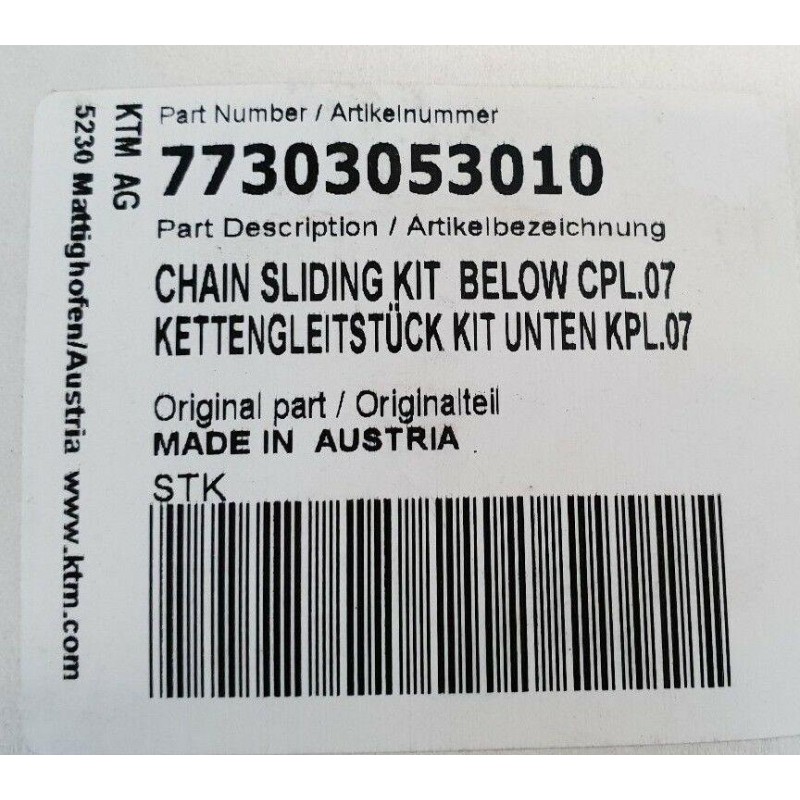 KTM AG
5230 Mattighofen/Austria www.ktm.com
Part Number / Artikelnummer
77303053010
Part Description / Artikelbezeichnung
CHAIN SLIDING KIT BELOW CPL.07
KETTENGLEITSTÜCK KIT UNTEN KPL.07
Original part / Originalteil
MADE IN AUSTRIA
STK